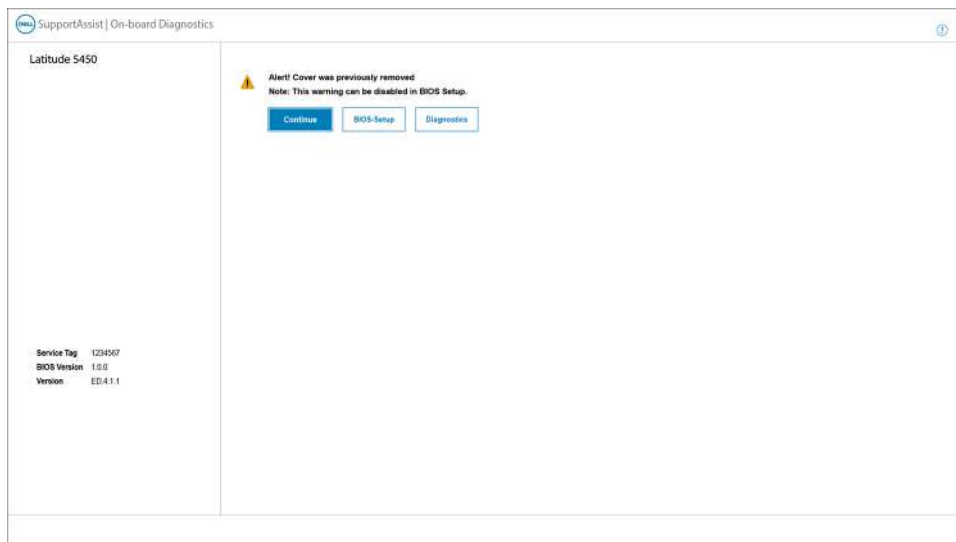 DELL SupportAssist | On-board Diagnostics
?
Latitude 5450
Alert! Cover was previously removed
Note: This warning can be disabled in BIOS Setup.
Continue BIOS-Setup Diagnostics
Service Tag 1234567
BIOS Version 1.0.0
Version ED.4.1.1